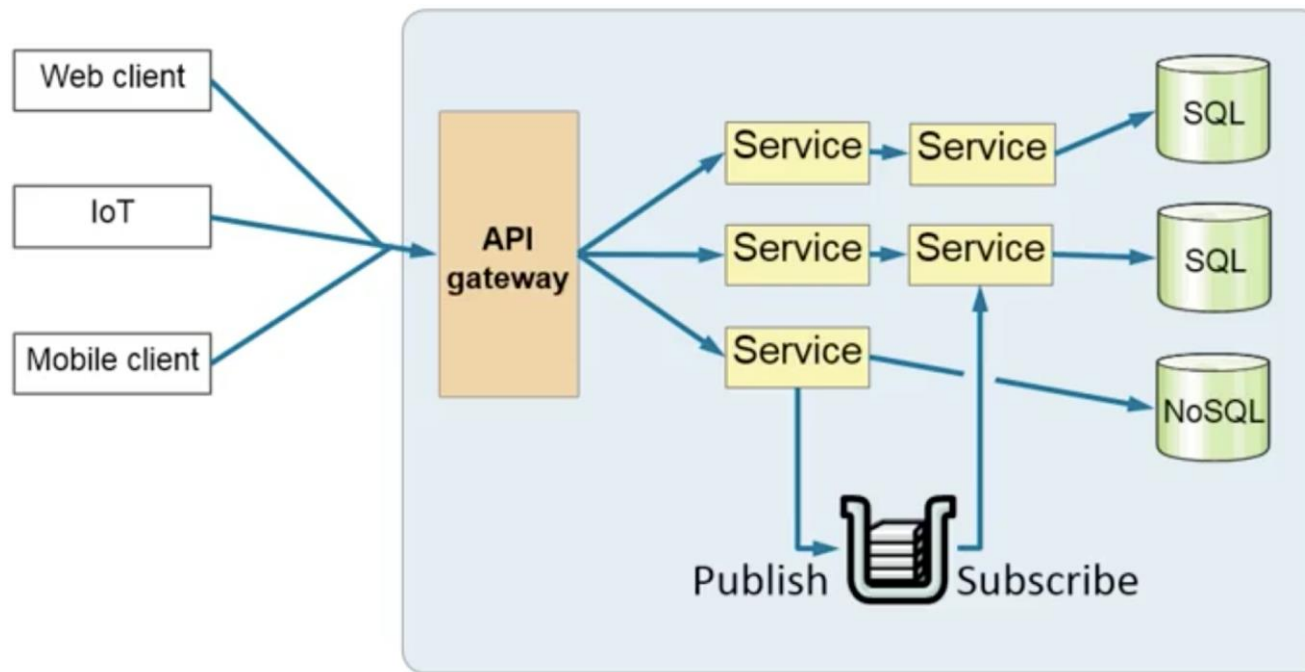 Web client
IoT
Mobile client
API
gateway
Service
Service
SQL
Service
Service
SQL
Service
NoSQL
Publish
Subscribe